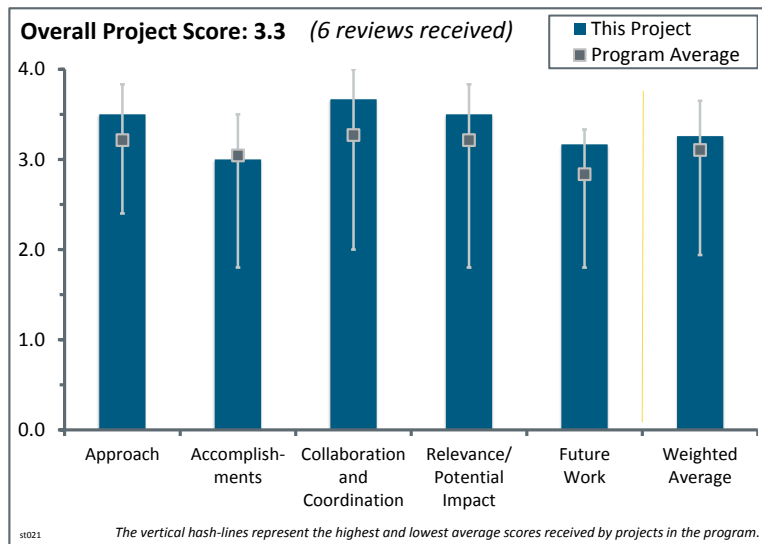 Overall Project Score: 3.3 (6 reviews received)
This Project
Program Average
4.0
3.0
2.0
1.0
0.0
Approach
Accomplish-
ments
Collaboration
and
Coordination
Relevance/
Potential
Impact
Future
Work
Weighted
Average
st021
The vertical hash-lines represent the highest and lowest average scores received by projects in the program.